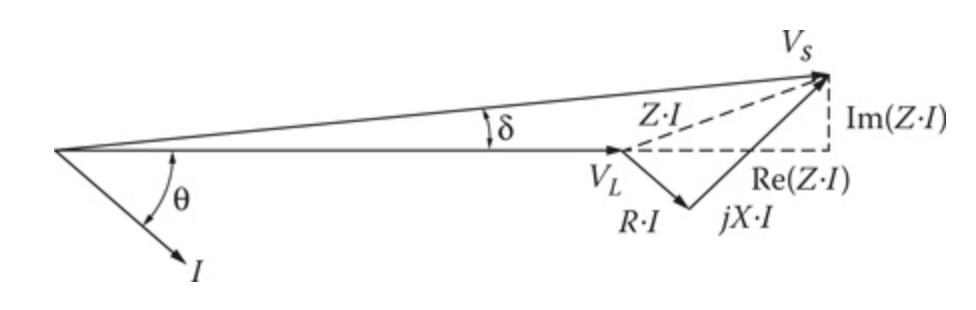 V_S
Z·I
Im(Z·I)
δ
V_L
Re(Z·I)
θ
R·I
jX·I
I